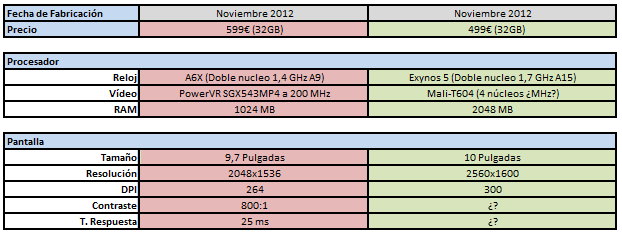 Fecha de Fabricación Noviembre 2012 Noviembre 2012
Precio 599€ (32GB) 499€ (32GB)
Procesador
Reloj A6X (Doble nucleo 1,4 GHz A9) Exynos 5 (Doble nucleo 1,7 GHz A15)
Vídeo PowerVR SGX543MP4 a 200 MHz Mali-T604 (4 núcleos ¿MHz?)
RAM 1024 MB 2048 MB
Pantalla
Tamaño 9,7 Pulgadas 10 Pulgadas
Resolución 2048x1536 2560x1600
DPI 264 300
Contraste 800:1 ¿?
T. Respuesta 25 ms ¿?